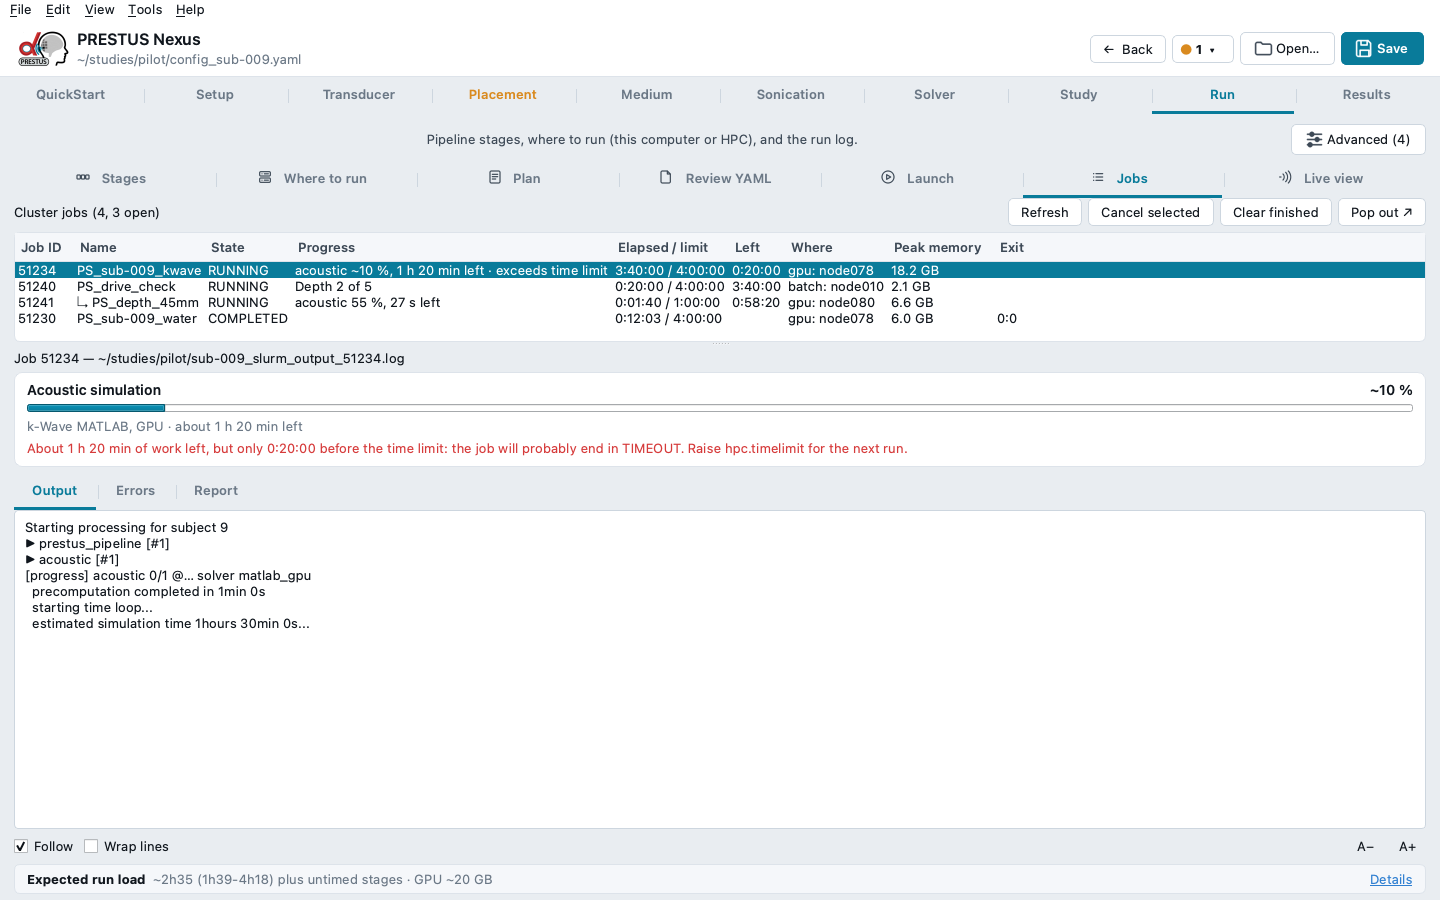 File Edit View Tools Help
PRESTUS Nexus
~/studies/pilot/config_sub-009.yaml
PRESTUS
← Back
1 ▾
Open...
Save
QuickStart Setup Transducer Placement Medium Sonication Solver Study Run Results
Pipeline stages, where to run (this computer or HPC), and the run log.
Advanced (4)
Stages Where to run Plan Review YAML Launch Jobs Live view
Cluster jobs (4, 3 open)
Refresh Cancel selected Clear finished Pop out ↗
Job ID Name State Progress Elapsed / limit Left Where Peak memory Exit
51234 PS_sub-009_kwave RUNNING acoustic ~10 %, 1 h 20 min left · exceeds time limit 3:40:00 / 4:00:00 0:20:00 gpu: node078 18.2 GB
51240 PS_drive_check RUNNING Depth 2 of 5 0:20:00 / 4:00:00 3:40:00 batch: node010 2.1 GB
51241 ∟ PS_depth_45mm RUNNING acoustic 55 %, 27 s left 0:01:40 / 1:00:00 0:58:20 gpu: node080 6.6 GB
51230 PS_sub-009_water COMPLETED 0:12:03 / 4:00:00 gpu: node078 6.0 GB 0:0
Job 51234 — ~/studies/pilot/sub-009_slurm_output_51234.log
Acoustic simulation ~10 %
k-Wave MATLAB, GPU · about 1 h 20 min left
About 1 h 20 min of work left, but only 0:20:00 before the time limit: the job will probably end in TIMEOUT. Raise hpc.timelimit for the next run.
Output Errors Report
Starting processing for subject 9
▶ prestus_pipeline [#1]
▶ acoustic [#1]
[progress] acoustic 0/1 @... solver matlab_gpu
precomputation completed in 1min 0s
starting time loop...
estimated simulation time 1hours 30min 0s...
Follow Wrap lines A− A+
Expected run load ~2h35 (1h39-4h18) plus untimed stages · GPU ~20 GB Details